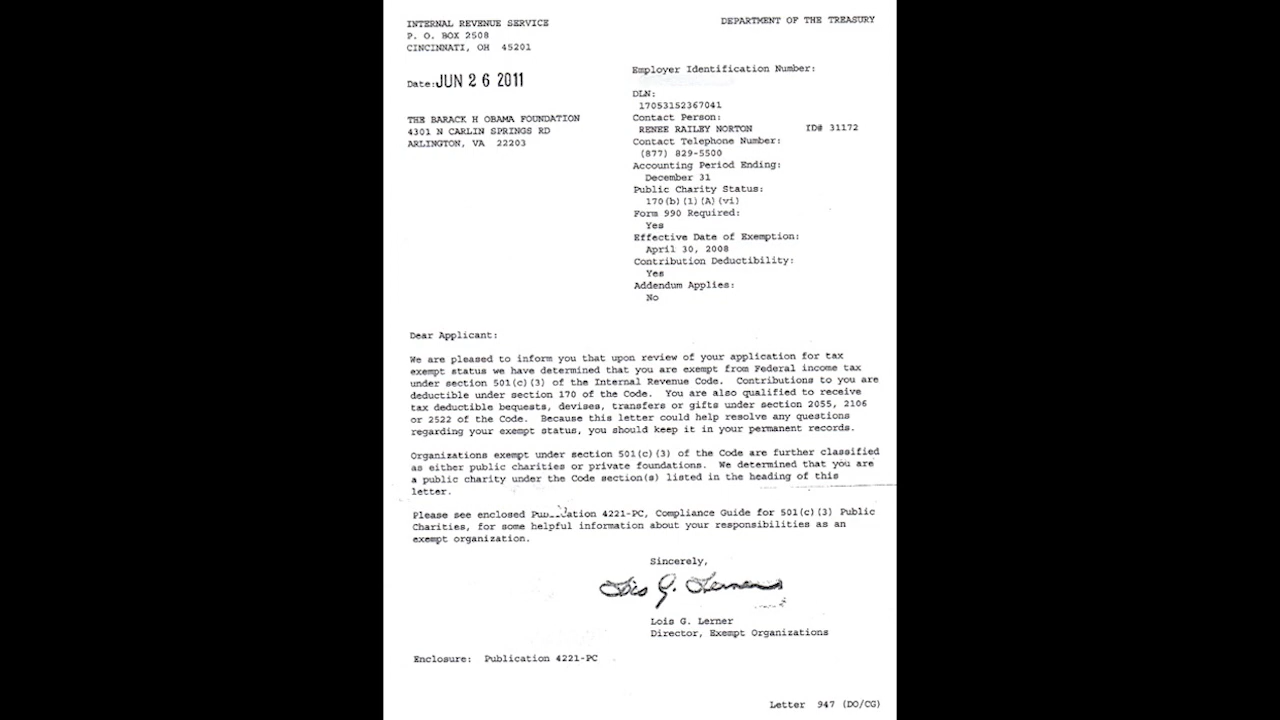 INTERNAL REVENUE SERVICE
P. O. BOX 2508
CINCINNATI, OH 45201
DEPARTMENT OF THE TREASURY
Date: JUN 26 2011
THE BARACK H OBAMA FOUNDATION
4301 N CARLIN SPRINGS RD
ARLINGTON, VA 22203
Employer Identification Number:
DLN:
17053152367041
Contact Person:
RENEE RAILEY NORTON ID# 31172
Contact Telephone Number:
(877) 829-5500
Accounting Period Ending:
December 31
Public Charity Status:
170(b)(1)(A)(vi)
Form 990 Required:
Yes
Effective Date of Exemption:
April 30, 2008
Contribution Deductibility:
Yes
Addendum Applies:
No
Dear Applicant:
We are pleased to inform you that upon review of your application for tax
exempt status we have determined that you are exempt from Federal income tax
under section 501(c)(3) of the Internal Revenue Code. Contributions to you are
deductible under section 170 of the Code. You are also qualified to receive
tax deductible bequests, devises, transfers or gifts under section 2055, 2106
or 2522 of the Code. Because this letter could help resolve any questions
regarding your exempt status, you should keep it in your permanent records.
Organizations exempt under section 501(c)(3) of the Code are further classified
as either public charities or private foundations. We determined that you are
a public charity under the Code section(s) listed in the heading of this
letter.
Please see enclosed Publication 4221-PC, Compliance Guide for 501(c)(3) Public
Charities, for some helpful information about your responsibilities as an
exempt organization.
Sincerely,
Lois G. Lerner
Lois G. Lerner
Director, Exempt Organizations
Enclosure: Publication 4221-PC
Letter 947 (DO/CG)